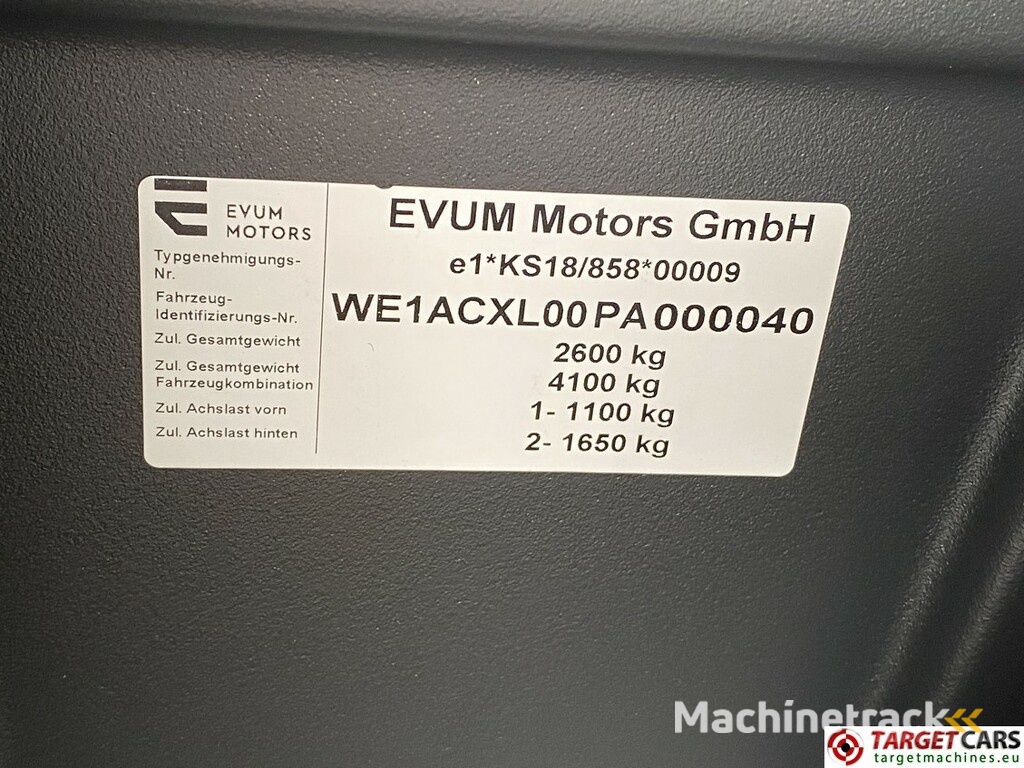 EVUM
MOTORS
EVUM Motors GmbH
Typgenehmigungs-
Nr.
e1*KS18/858*00009
Fahrzeug-
Identifizierungs-Nr.
WE1ACXL00PA000040
Zul. Gesamtgewicht
2600 kg
Zul. Gesamtgewicht
Fahrzeugkombination
4100 kg
Zul. Achslast vorn
1- 1100 kg
Zul. Achslast hinten
2- 1650 kg
Machinetrack
TARGETCARS
targetmachines.eu